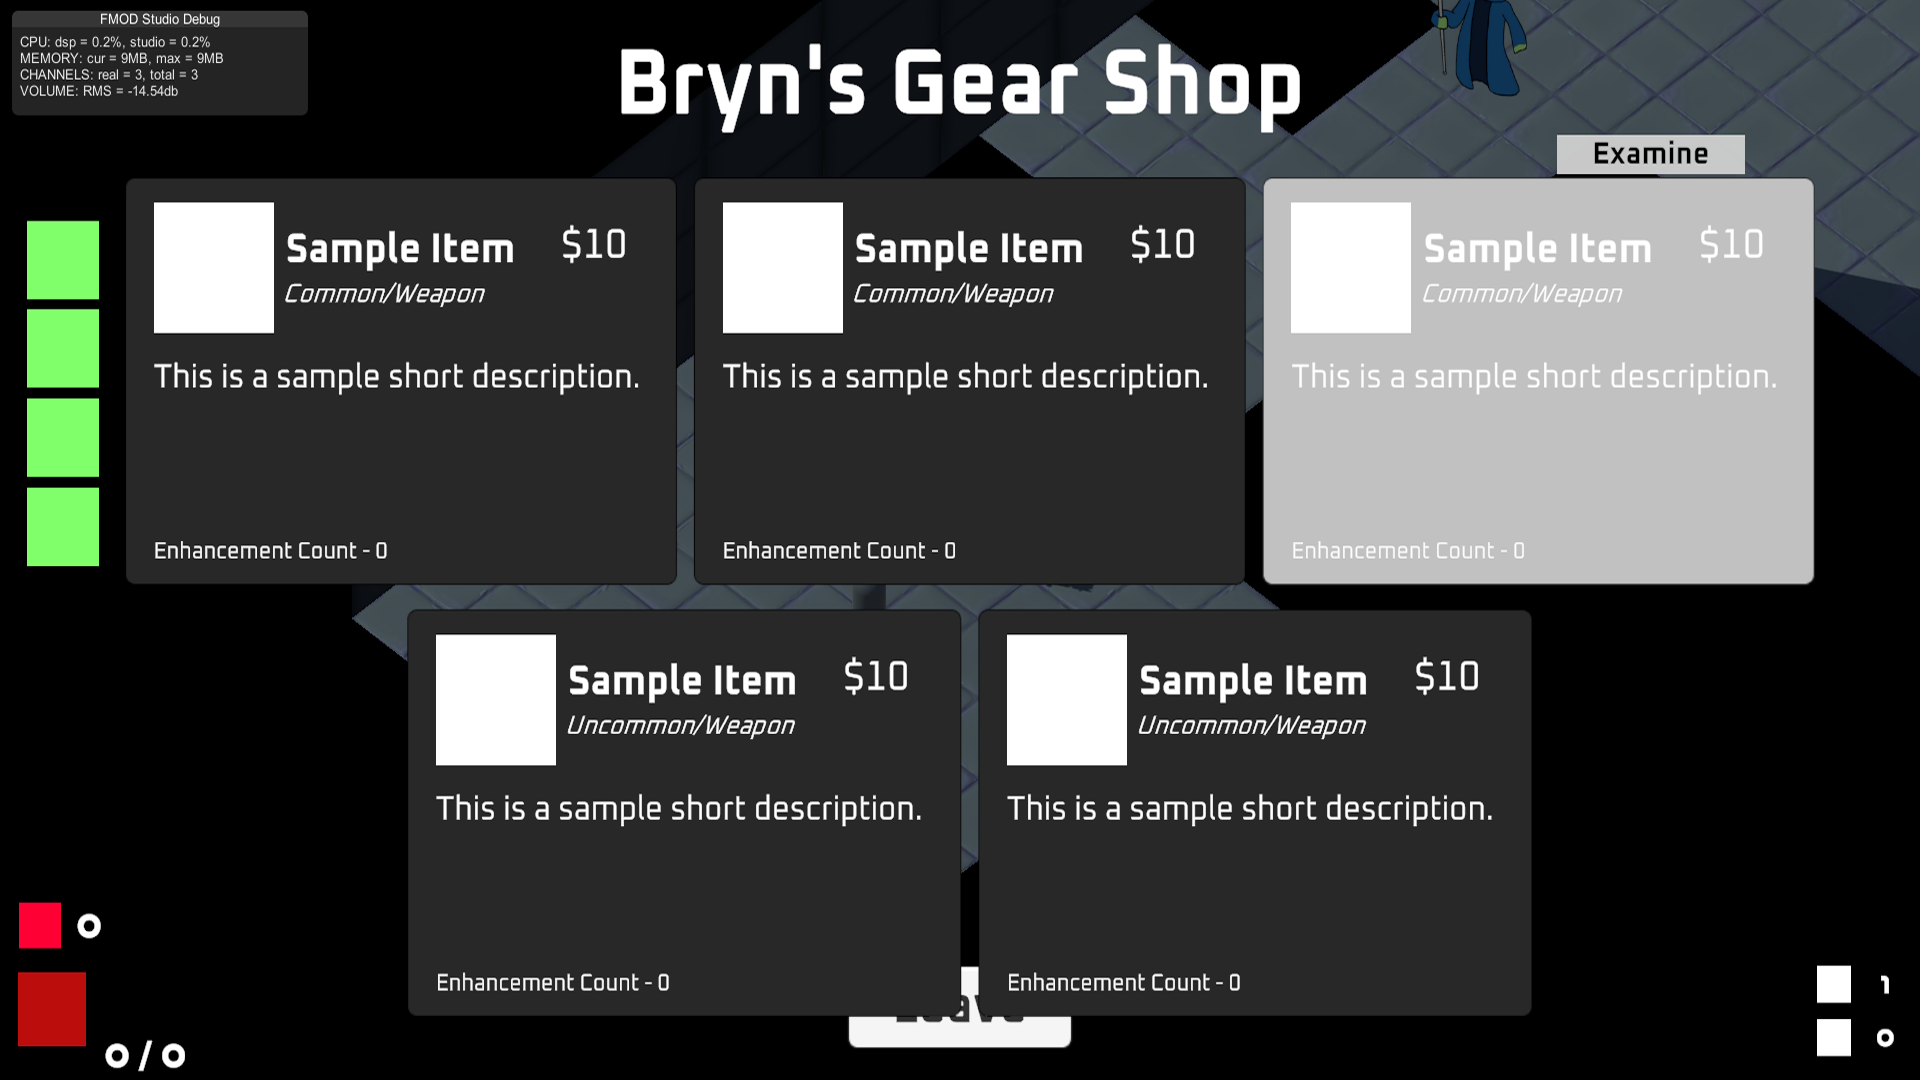 FMOD Studio Debug
CPU: dsp = 0.2%, studio = 0.2%
MEMORY: cur = 9MB, max = 9MB
CHANNELS: real = 3, total = 3
VOLUME: RMS = -14.54db
Bryn's Gear Shop
Examine
Sample Item $10
Common/Weapon
This is a sample short description.
Enhancement Count - 0
Sample Item $10
Common/Weapon
This is a sample short description.
Enhancement Count - 0
Sample Item $10
Common/Weapon
This is a sample short description.
Enhancement Count - 0
Sample Item $10
Uncommon/Weapon
This is a sample short description.
Enhancement Count - 0
Sample Item $10
Uncommon/Weapon
This is a sample short description.
Enhancement Count - 0
Leave
0
0/0
1
0